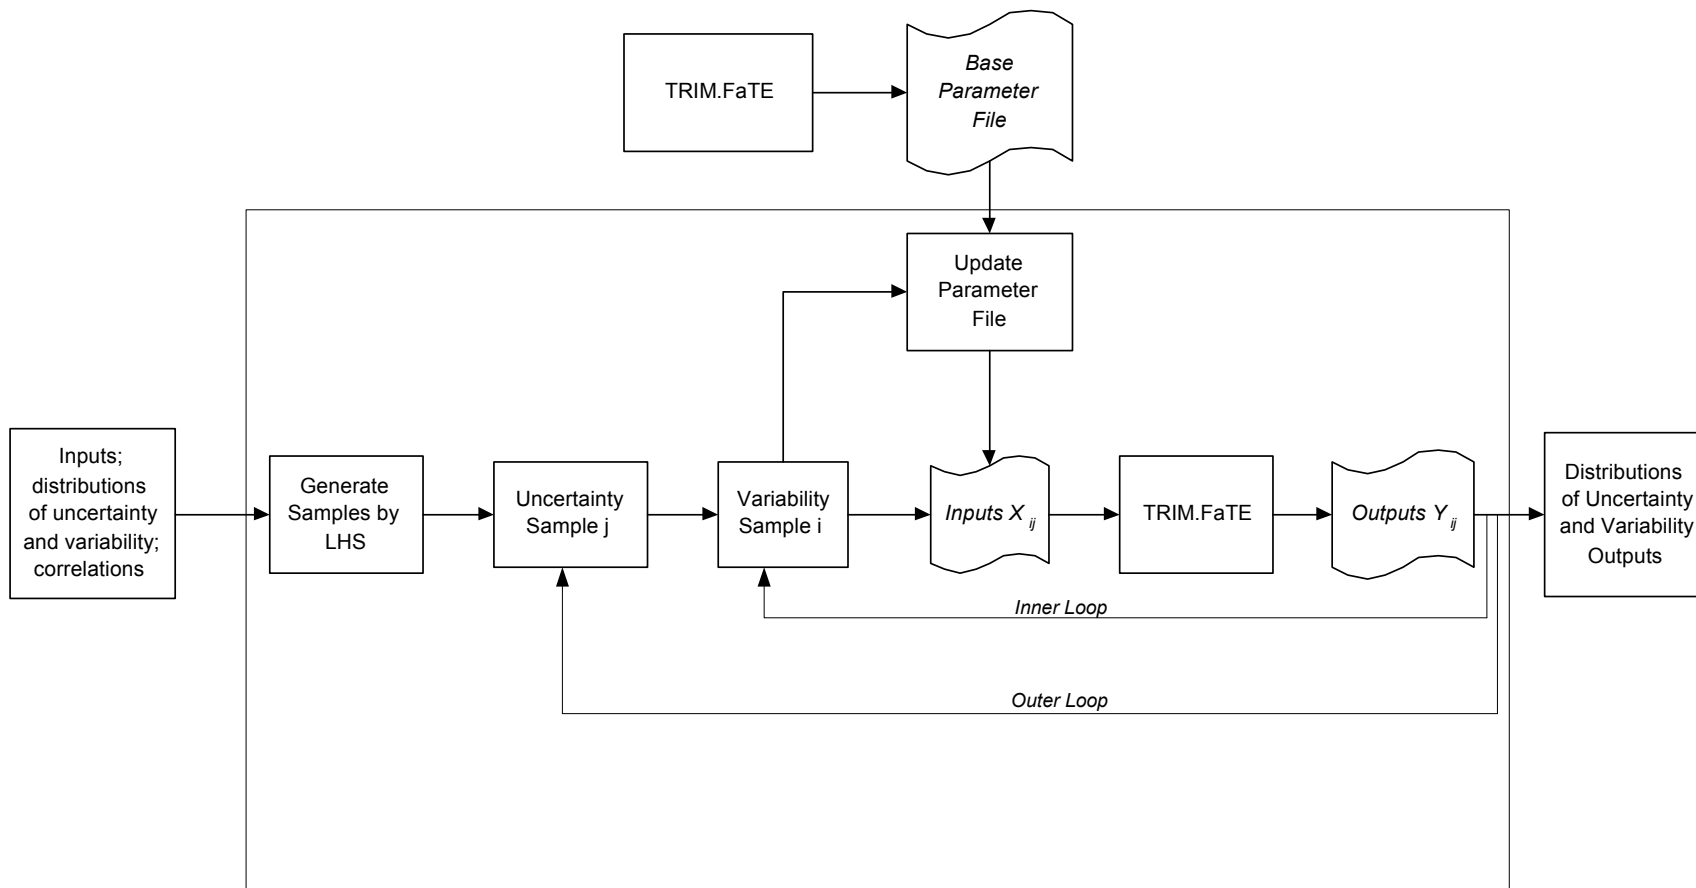 TRIM.FaTE
Base
Parameter
File
Update
Parameter
File
Inputs;
distributions
of uncertainty
and variability;
correlations
Generate
Samples by
LHS
Uncertainty
Sample j
Variability
Sample i
Inputs X ij
TRIM.FaTE
Outputs Y ij
Distributions
of Uncertainty
and Variability
Outputs
Inner Loop
Outer Loop